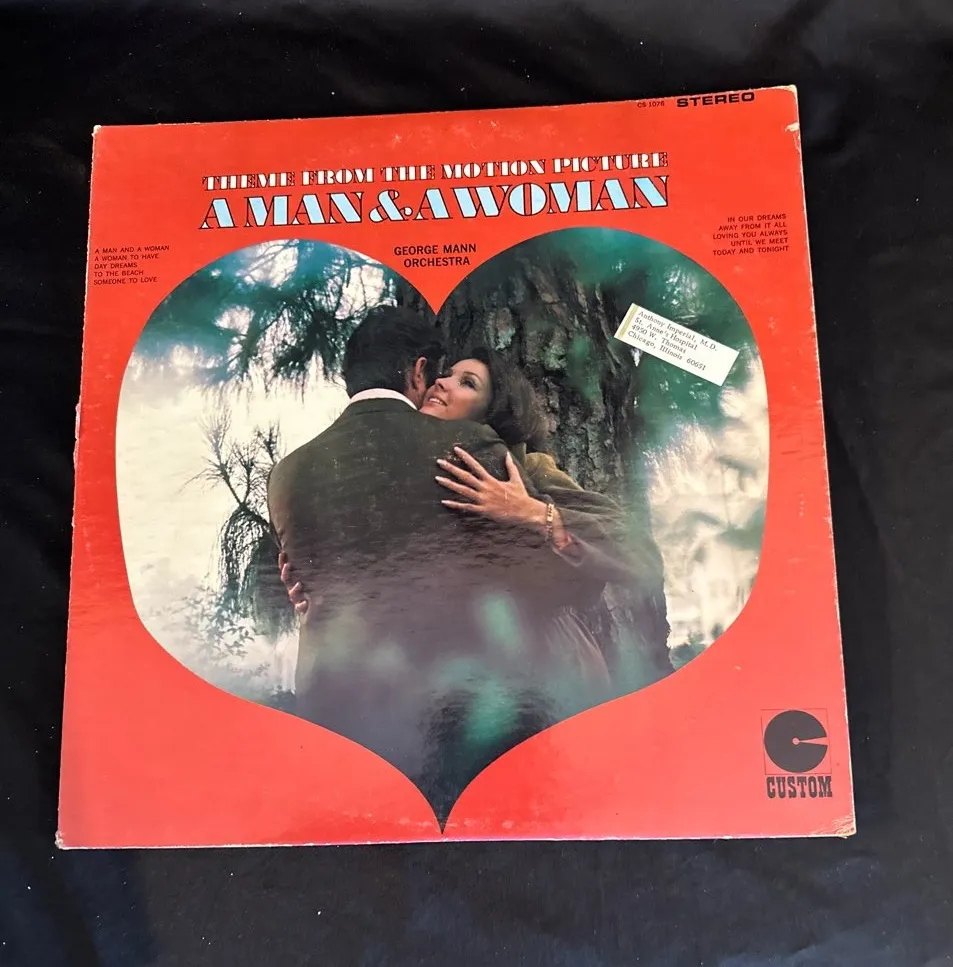 CS 1076 STEREO
THEME FROM THE MOTION PICTURE
A MAN & A WOMAN
GEORGE MANN
ORCHESTRA
A MAN AND A WOMAN
A WOMAN TO HAVE
DAY DREAMS
TO THE BEACH
SOMEONE TO LOVE
IN OUR DREAMS
AWAY FROM IT ALL
LOVING YOU ALWAYS
UNTIL WE MEET
TODAY AND TONIGHT
Anthony Imperial, M.D.
St. Anne's Hospital
4950 W. Thomas
Chicago, Illinois 60651
CUSTOM